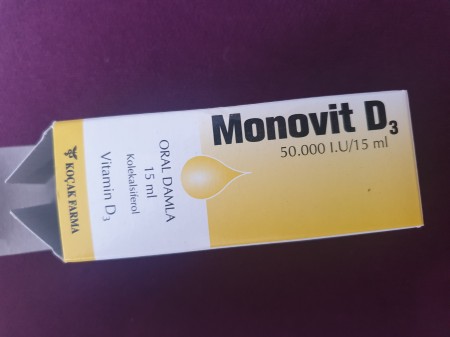 Monovit D3
50.000 I.U/15 ml
ORAL DAMLA
15 ml
Kolekalsiferol
Vitamin D3
KOÇAK FARMA